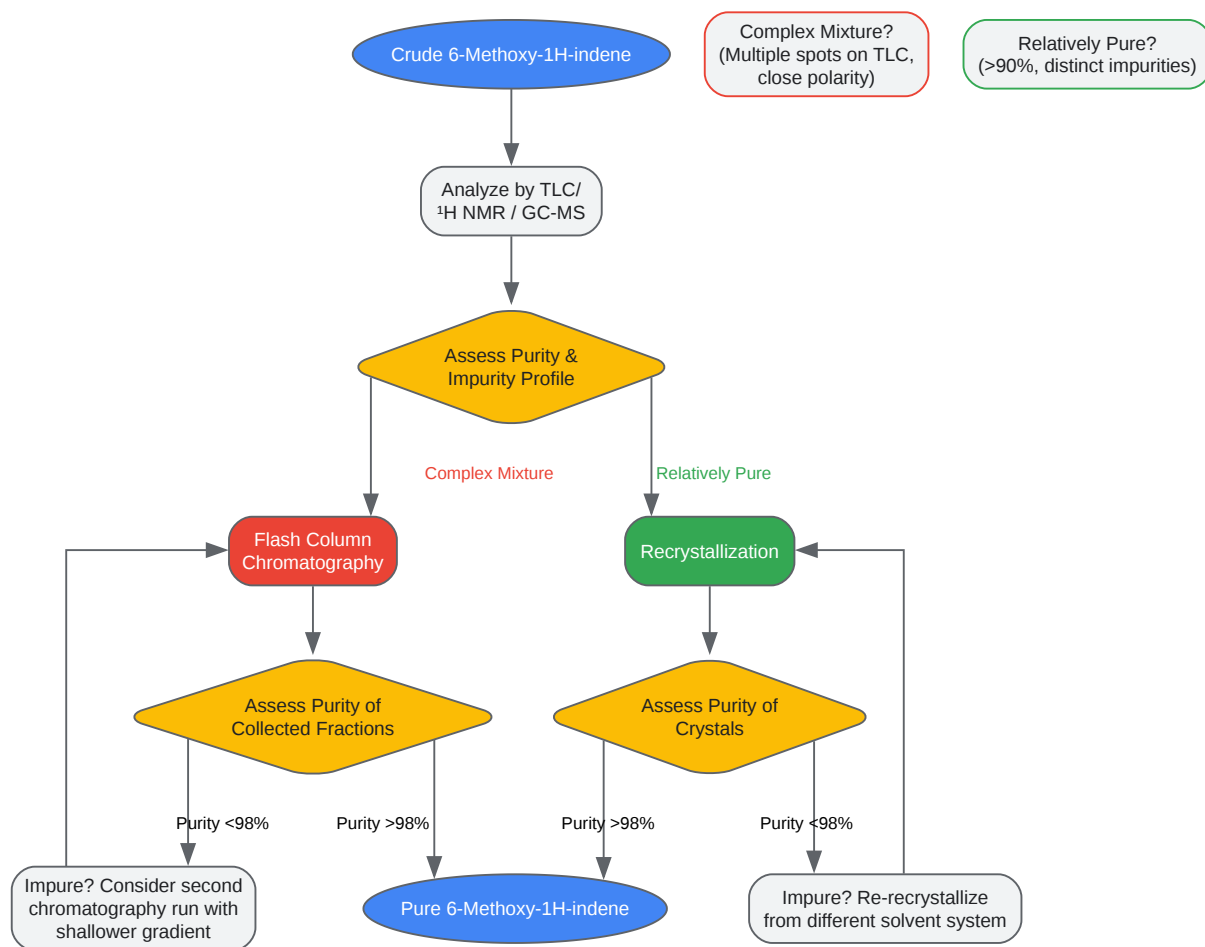 Crude 6-Methoxy-1H-indene
Complex Mixture?
(Multiple spots on TLC,
close polarity)
Relatively Pure?
(>90%, distinct impurities)
Analyze by TLC/
¹H NMR / GC-MS
Assess Purity &
Impurity Profile
Complex Mixture
Relatively Pure
Flash Column
Chromatography
Recrystallization
Assess Purity of
Collected Fractions
Assess Purity of
Crystals
Purity <98%
Purity >98%
Purity >98%
Purity <98%
Impure? Consider second
chromatography run with
shallower gradient
Pure 6-Methoxy-1H-indene
Impure? Re-recrystallize
from different solvent system